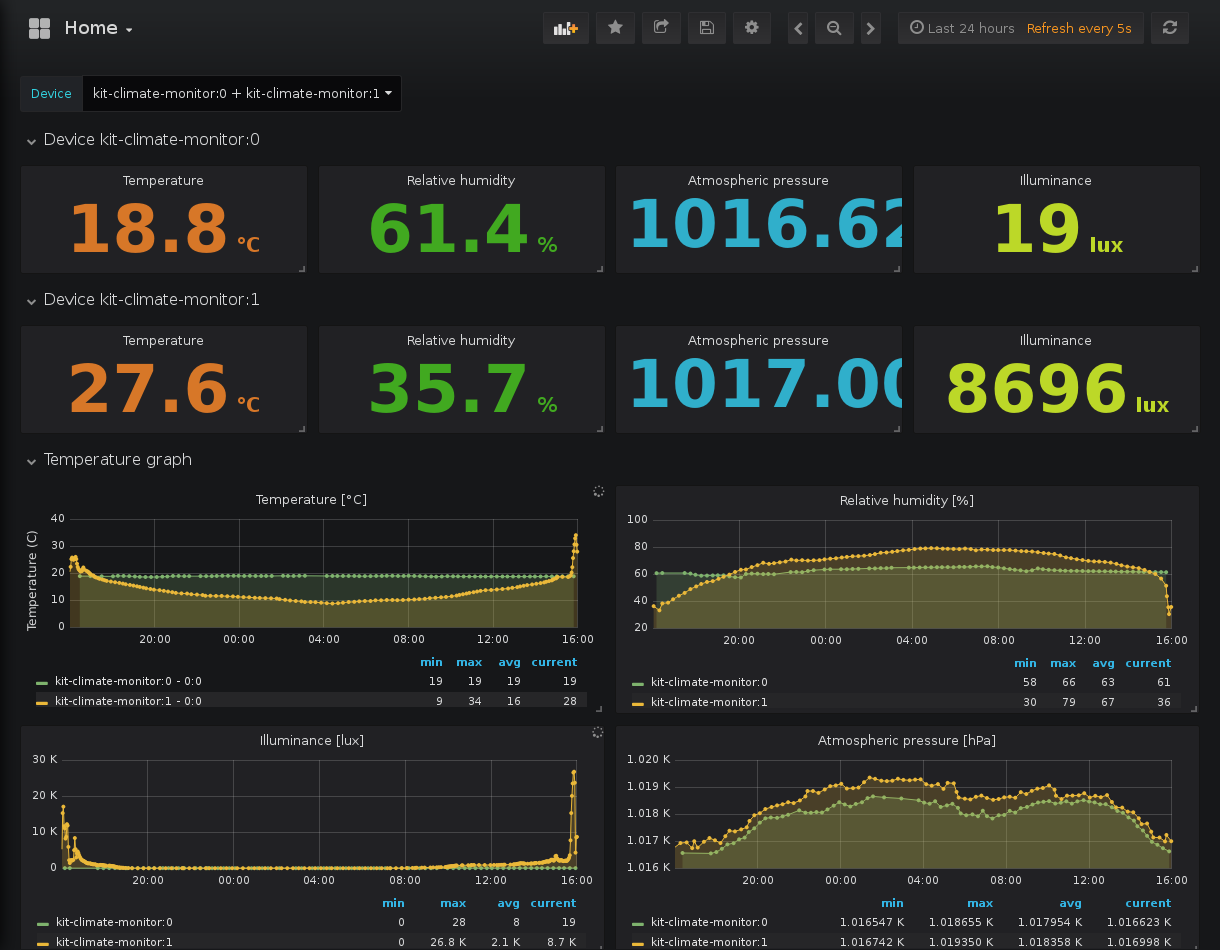 Home
Last 24 hours Refresh every 5s
Device kit-climate-monitor:0 + kit-climate-monitor:1
Device kit-climate-monitor:0
Temperature Relative humidity Atmospheric pressure Illuminance
18.8 °C 61.4 % 1016.62 19 lux
Device kit-climate-monitor:1
Temperature Relative humidity Atmospheric pressure Illuminance
27.6 °C 35.7 % 1017.00 8696 lux
Temperature graph
Temperature [°C]
Temperature (C)
40
30
20
10
0
20:00 00:00 04:00 08:00 12:00 16:00
min max avg current
kit-climate-monitor:0 - 0:0 19 19 19 19
kit-climate-monitor:1 - 0:0 9 34 16 28
Relative humidity [%]
100
80
60
40
20
20:00 00:00 04:00 08:00 12:00 16:00
min max avg current
kit-climate-monitor:0 58 66 63 61
kit-climate-monitor:1 30 79 67 36
Illuminance [lux]
30 K
20 K
10 K
0
20:00 00:00 04:00 08:00 12:00 16:00
min max avg current
kit-climate-monitor:0 0 28 8 19
kit-climate-monitor:1 0 26.8 K 2.1 K 8.7 K
Atmospheric pressure [hPa]
1.020 K
1.019 K
1.018 K
1.017 K
1.016 K
20:00 00:00 04:00 08:00 12:00 16:00
min max avg current
kit-climate-monitor:0 1.016547 K 1.018655 K 1.017954 K 1.016623 K
kit-climate-monitor:1 1.016742 K 1.019350 K 1.018358 K 1.016998 K